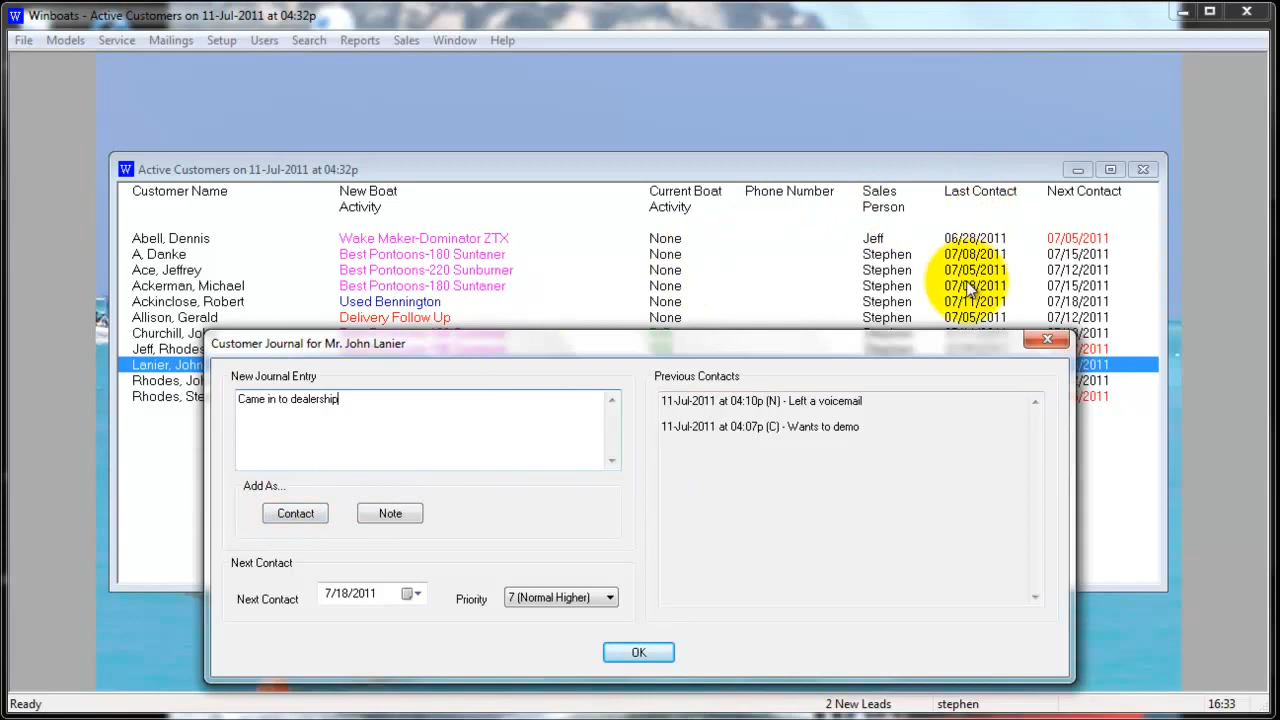 Winboats - Active Customers on 11-Jul-2011 at 04:32p
File Models Service Mailings Setup Users Search Reports Sales Window Help
Active Customers on 11-Jul-2011 at 04:32p
Customer Name New Boat Activity Current Boat Activity Phone Number Sales Person Last Contact Next Contact
Abell, Dennis Wake Maker-Dominator ZTX None Jeff 06/28/2011 07/05/2011
A, Danke Best Pontoons-180 Suntaner None Stephen 07/08/2011 07/15/2011
Ace, Jeffrey Best Pontoons-220 Sunburner None Stephen 07/05/2011 07/12/2011
Ackerman, Michael Best Pontoons-180 Suntaner None Stephen 07/15/2011
Ackinclose, Robert Used Bennington None Stephen 07/11/2011 07/18/2011
Allison, Gerald Delivery Follow Up None Stephen 07/05/2011 07/12/2011
Churchill, Jo
Jeff, Rhodes
Lanier, John
Rhodes, Jo
Rhodes, Ste
Customer Journal for Mr. John Lanier
New Journal Entry
Came in to dealership
Add As...
Contact Note
Next Contact
Next Contact 7/18/2011 Priority 7 (Normal Higher)
Previous Contacts
11-Jul-2011 at 04:10p (N) - Left a voicemail
11-Jul-2011 at 04:07p (C) - Wants to demo
OK
Ready 2 New Leads stephen 16:33